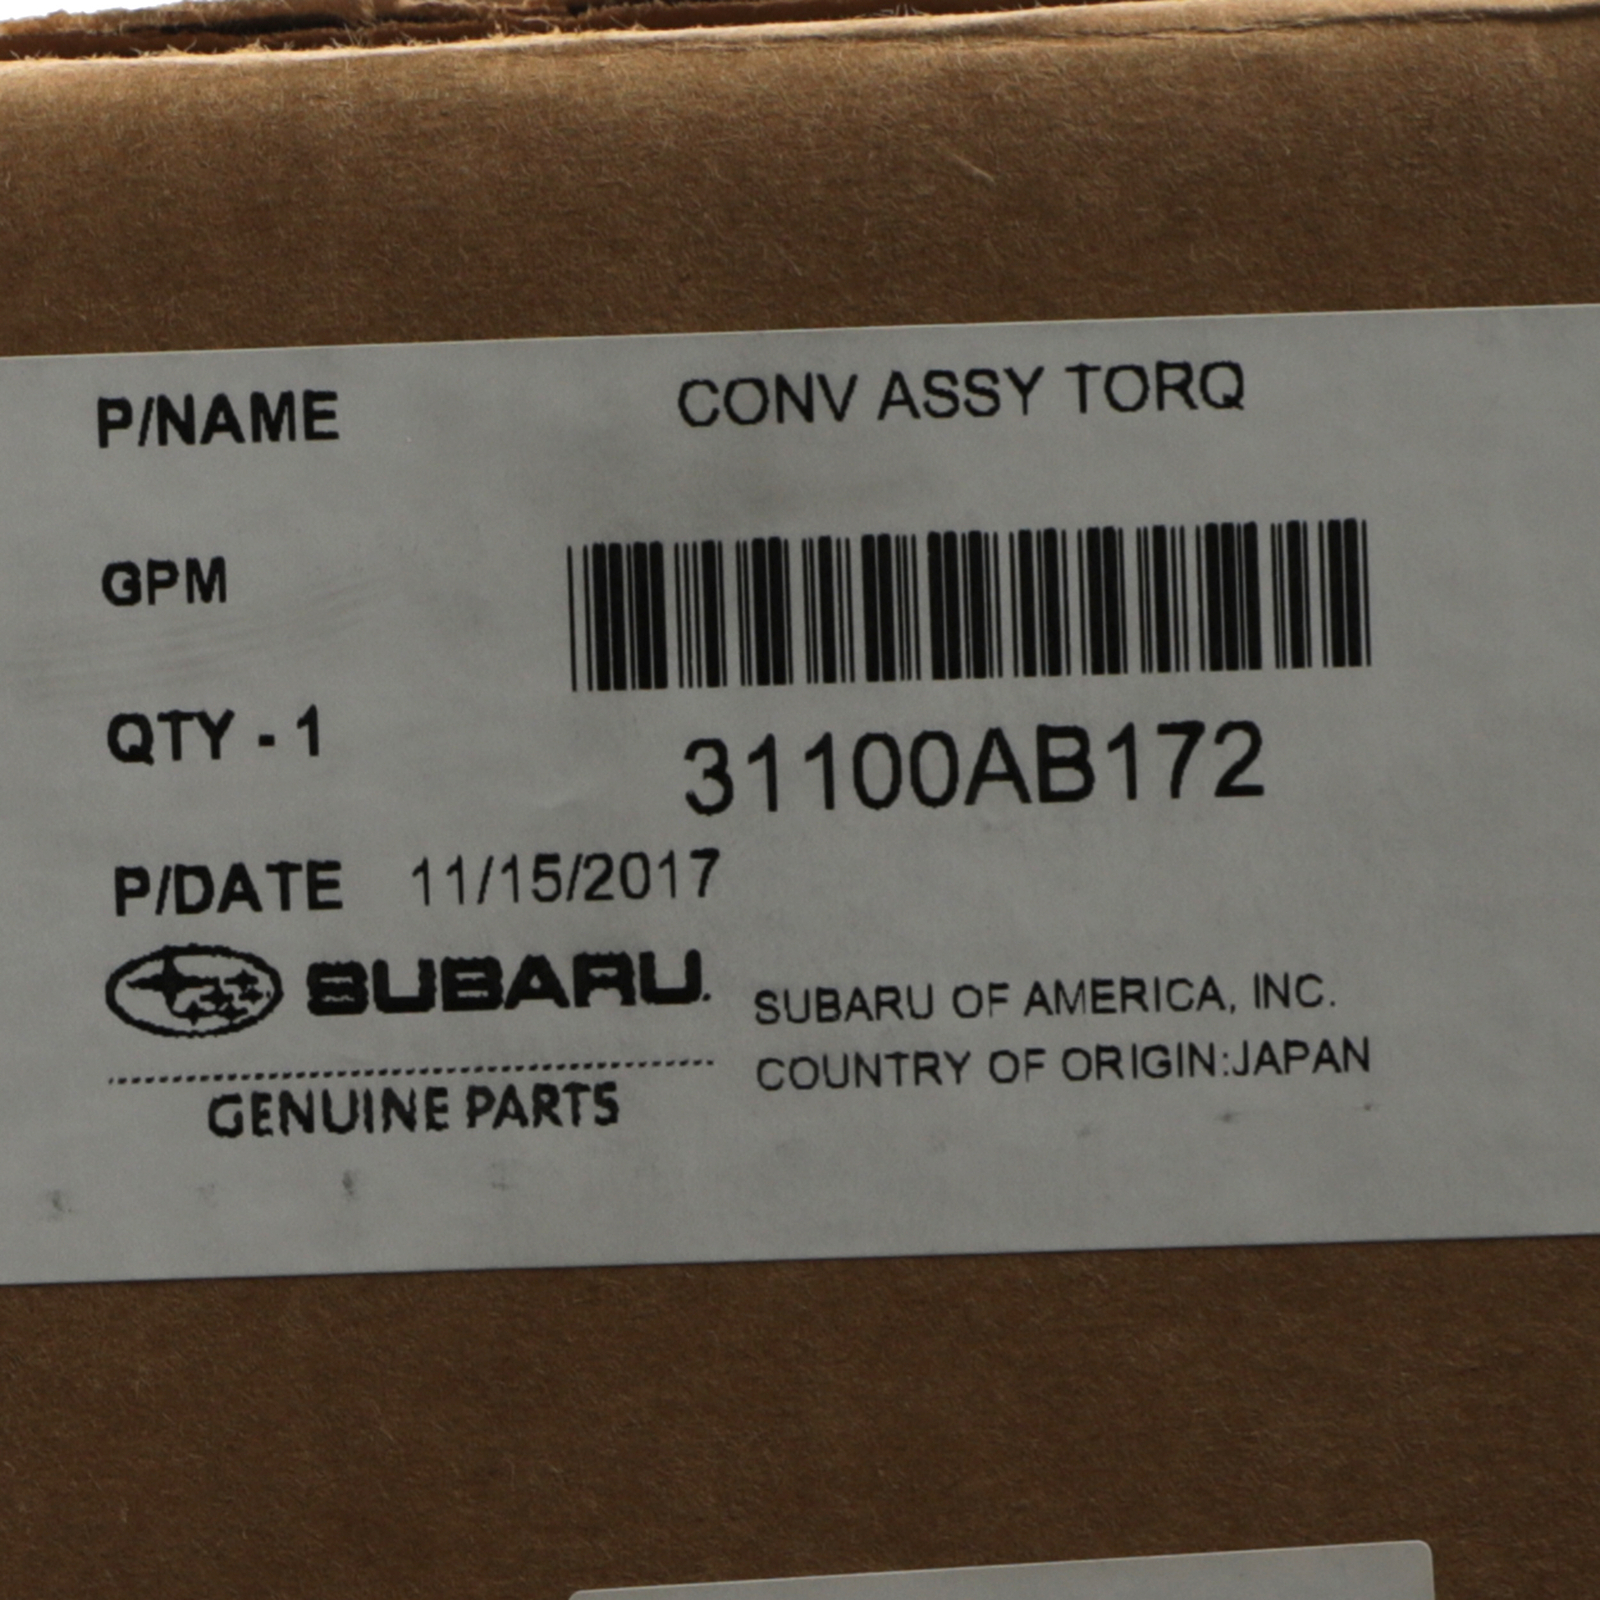 P/NAME CONV ASSY TORQ
GPM
QTY - 1
31100AB172
P/DATE 11/15/2017
SUBARU.
GENUINE PARTS
SUBARU OF AMERICA, INC.
COUNTRY OF ORIGIN:JAPAN